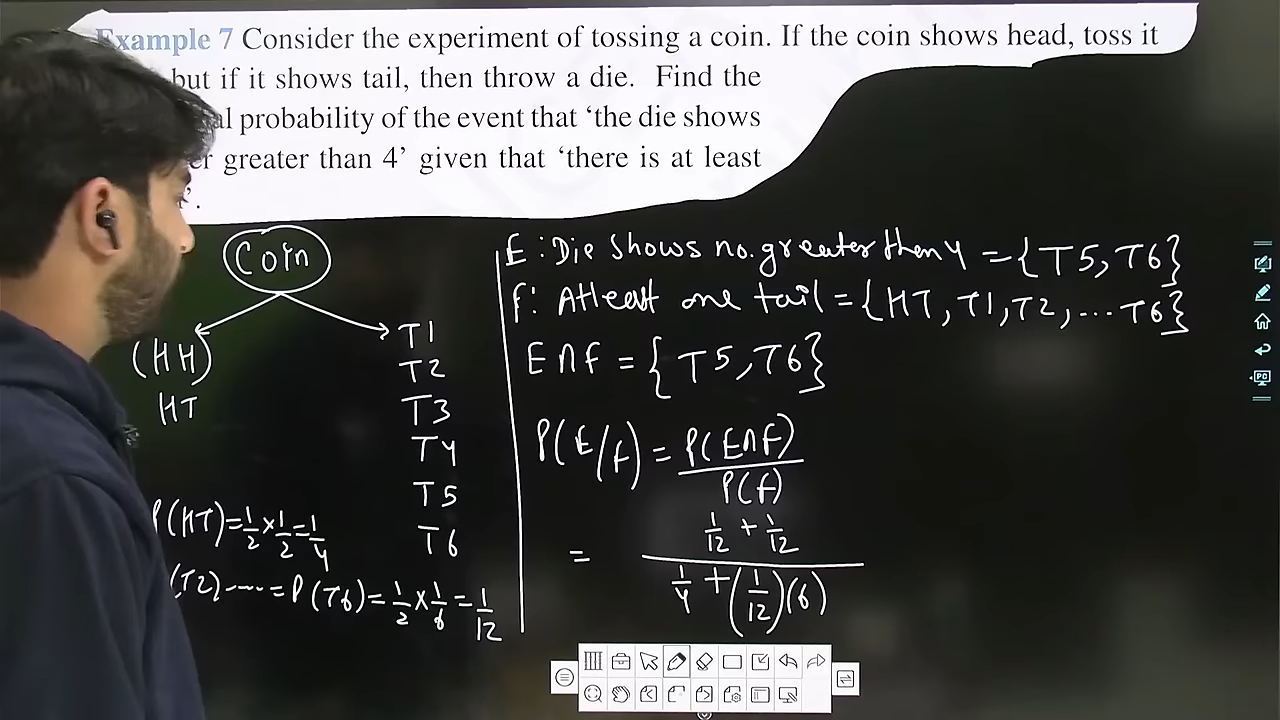 Example 7 Consider the experiment of tossing a coin. If the coin shows head, toss it
but if it shows tail, then throw a die. Find the
al probability of the event that ‘the die shows
er greater than 4’ given that ‘there is at least
’.
Coin
(HH)
HT
T1
T2
T3
T4
T5
T6
P(HT)=1/2×1/2=1/4
(T2)----=P(T6)=1/2×1/6=1/12
E : Die shows no. greater then 4 = {T5, T6}
F: Atleast one tail = {HT, T1, T2, ... T6}
E∩F = {T5, T6}
P(E/F) = P(E∩F)/P(F)
= (1/12 + 1/12)/(1/4 + (1/12)(6))
PC